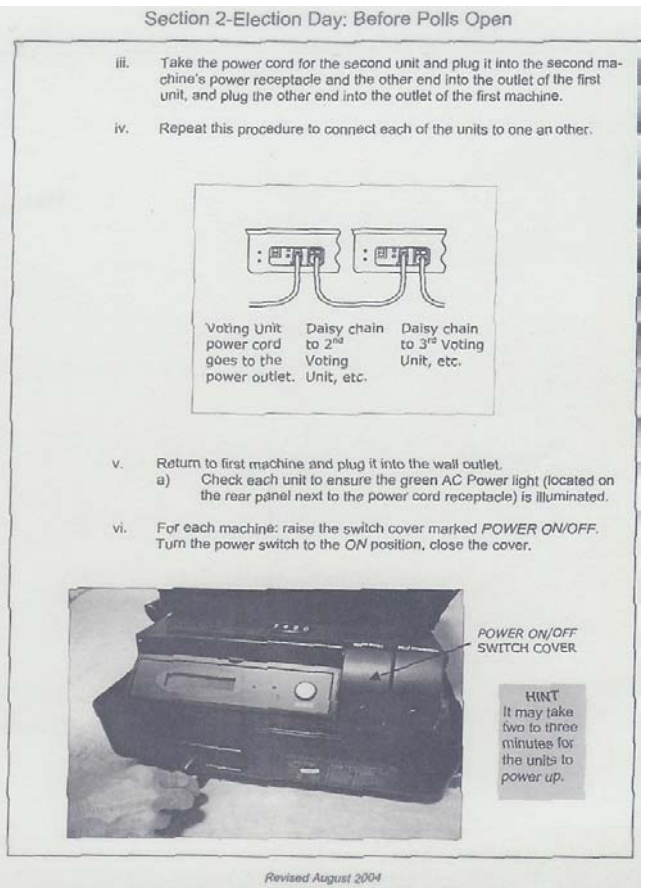 Section 2-Election Day: Before Polls Open
iii. Take the power cord for the second unit and plug it into the second ma-
chine's power receptacle and the other end into the outlet of the first
unit, and plug the other end into the outlet of the first machine.
iv. Repeat this procedure to connect each of the units to one an other.
Voting Unit
power cord
goes to the
power outlet.
Daisy chain
to 2nd
Voting
Unit, etc.
Daisy chain
to 3rd Voting
Unit, etc.
v. Return to first machine and plug it into the wall outlet.
a) Check each unit to ensure the green AC Power light (located on
the rear panel next to the power cord receptacle) is illuminated.
vi. For each machine: raise the switch cover marked POWER ON/OFF.
Turn the power switch to the ON position, close the cover.
POWER ON/OFF
SWITCH COVER
HINT
It may take
two to three
minutes for
the units to
power up.
Revised August 2004